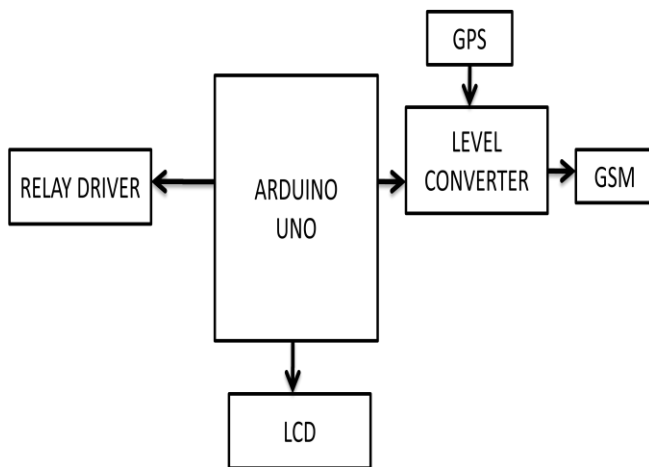 GPS
LEVEL
CONVERTER
GSM
RELAY DRIVER
ARDUINO
UNO
LCD